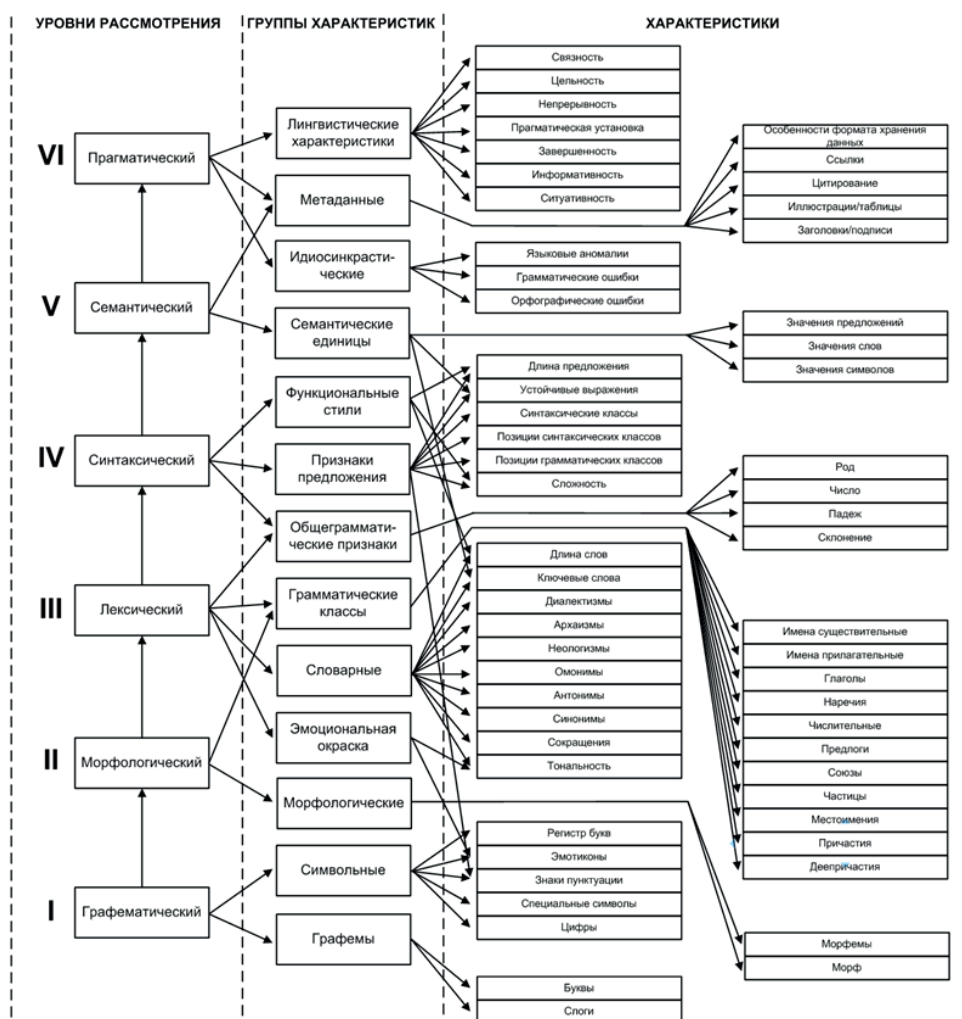 УРОВНИ РАССМОТРЕНИЯ
ГРУППЫ ХАРАКТЕРИСТИК
ХАРАКТЕРИСТИКИ
VI
Прагматический
V
Семантический
IV
Синтаксический
III
Лексический
II
Морфологический
I
Графематический
Лингвистические
характеристики
Метаданные
Идиосинкрасти-
ческие
Семантические
единицы
Функциональные
стили
Признаки
предложения
Общеграммати-
ческие признаки
Грамматические
классы
Словарные
Эмоциональная
окраска
Морфологические
Символьные
Графемы
Связность
Цельность
Непрерывность
Прагматическая установка
Завершенность
Информативность
Ситуативность
Языковые аномалии
Грамматические ошибки
Орфографические ошибки
Длина предложения
Устойчивые выражения
Синтаксические классы
Позиции синтаксических классов
Позиции грамматических классов
Сложность
Длина слов
Ключевые слова
Диалектизмы
Архаизмы
Неологизмы
Омонимы
Антонимы
Синонимы
Сокращения
Тональность
Регистр букв
Эмотиконы
Знаки пунктуации
Специальные символы
Цифры
Буквы
Слоги
Особенности формата хранения
данных
Ссылки
Цитирование
Иллюстрации/таблицы
Заголовки/подписи
Значения предложений
Значения слов
Значения символов
Род
Число
Падеж
Склонение
Имена существительные
Имена прилагательные
Глаголы
Наречия
Числительные
Предлоги
Союзы
Частицы
Местоимения
Причастия
Деепричастия
Морфемы
Морф